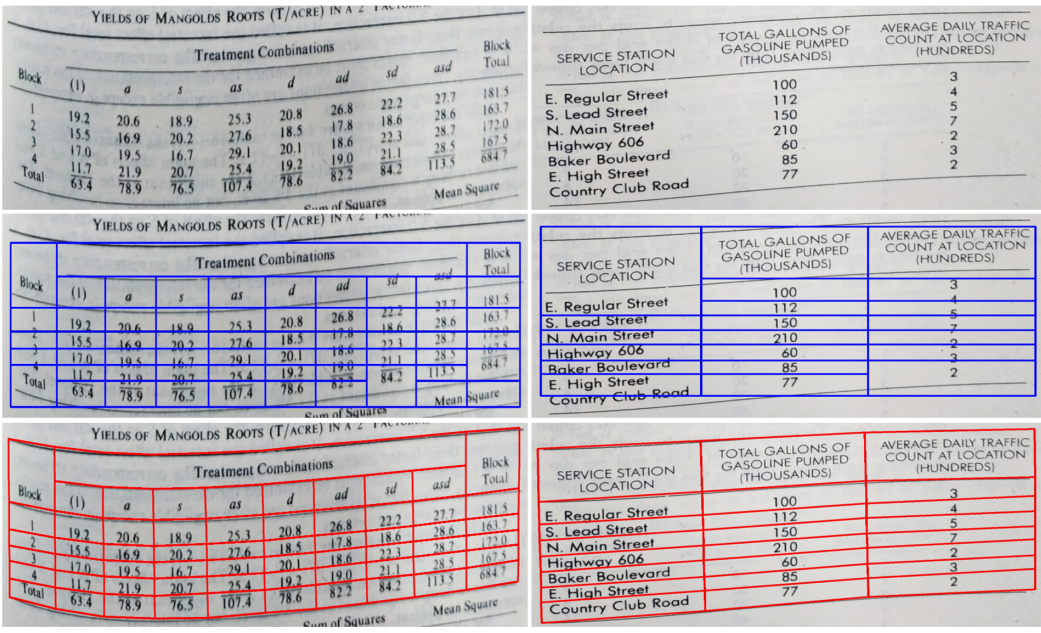 YIELDS OF MANGOLDS ROOTS (T/ACRE) IN A 2
Treatment Combinations
Block Total
Block (1) a s as d ad sd asd
1 19.2 20.6 18.9 25.3 20.8 26.8 22.2 27.7 181.5
2 15.5 16.9 20.2 27.6 18.5 17.8 18.6 28.6 163.7
3 17.0 19.5 16.7 29.1 20.1 18.6 22.3 28.7 172.0
4 11.7 21.9 20.7 25.4 19.2 19.0 21.1 28.5 167.5
Total 63.4 78.9 76.5 107.4 78.6 82.2 84.2 113.5 684.7
Sum of Squares Mean Square
SERVICE STATION LOCATION
TOTAL GALLONS OF GASOLINE PUMPED (THOUSANDS)
AVERAGE DAILY TRAFFIC COUNT AT LOCATION (HUNDREDS)
E. Regular Street 100 3
S. Lead Street 112 4
N. Main Street 150 5
Highway 606 210 7
Baker Boulevard 60 2
E. High Street 85 3
Country Club Road 77 2
YIELDS OF MANGOLDS ROOTS (T/ACRE) IN A 2
Treatment Combinations
Block Total
Block (1) a s as d ad sd asd
1 19.2 20.6 18.9 25.3 20.8 26.8 22.2 27.7 181.5
2 15.5 16.9 20.2 27.6 18.5 17.8 18.6 28.6 163.7
3 17.0 19.5 16.7 29.1 20.1 18.6 22.3 28.7 172.0
4 11.7 21.9 20.7 25.4 19.2 19.0 21.1 28.5 167.5
Total 63.4 78.9 76.5 107.4 78.6 82.2 84.2 113.5 684.7
Sum of Squares Mean Square
SERVICE STATION LOCATION
TOTAL GALLONS OF GASOLINE PUMPED (THOUSANDS)
AVERAGE DAILY TRAFFIC COUNT AT LOCATION (HUNDREDS)
E. Regular Street 100 3
S. Lead Street 112 4
N. Main Street 150 5
Highway 606 210 7
Baker Boulevard 60 2
E. High Street 85 3
Country Club Road 77 2
YIELDS OF MANGOLDS ROOTS (T/ACRE) IN A 2
Treatment Combinations
Block Total
Block (1) a s as d ad sd asd
1 19.2 20.6 18.9 25.3 20.8 26.8 22.2 27.7 181.5
2 15.5 16.9 20.2 27.6 18.5 17.8 18.6 28.6 163.7
3 17.0 19.5 16.7 29.1 20.1 18.6 22.3 28.7 172.0
4 11.7 21.9 20.7 25.4 19.2 19.0 21.1 28.5 167.5
Total 63.4 78.9 76.5 107.4 78.6 82.2 84.2 113.5 684.7
Sum of Squares Mean Square
SERVICE STATION LOCATION
TOTAL GALLONS OF GASOLINE PUMPED (THOUSANDS)
AVERAGE DAILY TRAFFIC COUNT AT LOCATION (HUNDREDS)
E. Regular Street 100 3
S. Lead Street 112 4
N. Main Street 150 5
Highway 606 210 7
Baker Boulevard 60 2
E. High Street 85 3
Country Club Road 77 2